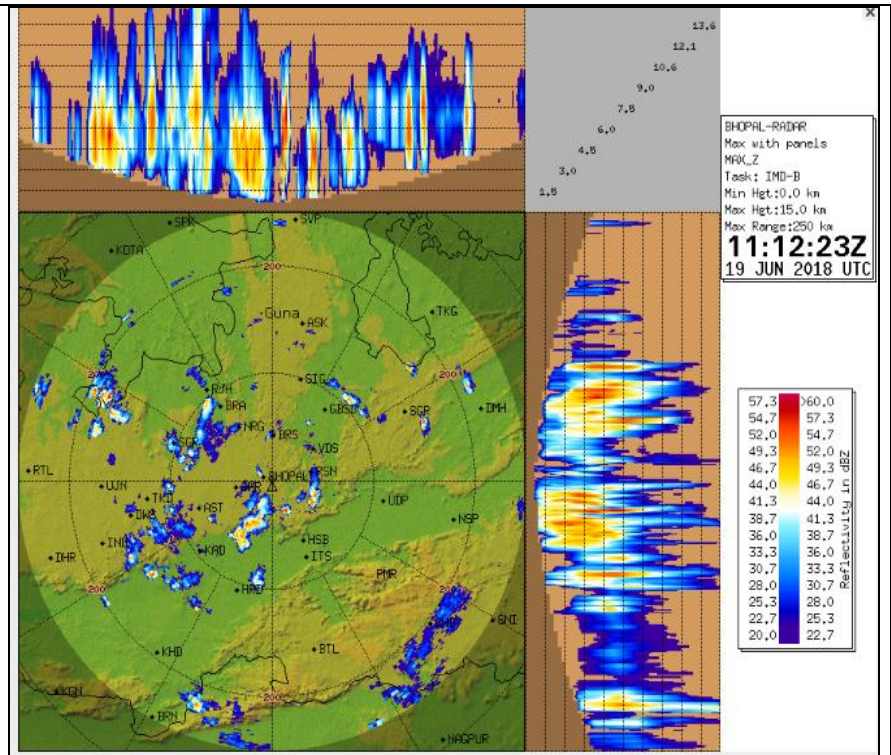 13.6
12.1
10.6
9.0
7.5
6.0
4.5
3.0
1.5
BHOPAL-RADAR
Max with panels
MAX_Z
Task: IMD-B
Min Hgt:0.0 km
Max Hgt:15.0 km
Max Range:250 km
11:12:23Z
19 JUN 2018 UTC
SPK
SVP
KOTA
200
Guna
ASK
TKG
200
200
SIG
RJH
BRA
GBSD
SGR
DMH
NRG
BRS
VDS
RTL
BHOPAL
RSN
UJN
TKD
AST
UDP
NSP
DWS
HSB
ITS
DHR
KAD
PMR
200
HRD
200
SNI
KHD
BTL
KGN
200
BRN
NAGPUR
57.3 >60.0
54.7 57.3
52.0 54.7
49.3 52.0
46.7 49.3
44.0 46.7
41.3 44.0
38.7 41.3
36.0 38.7
33.3 36.0
30.7 33.3
28.0 30.7
25.3 28.0
22.7 25.3
20.0 22.7
Reflectivity in dBZ